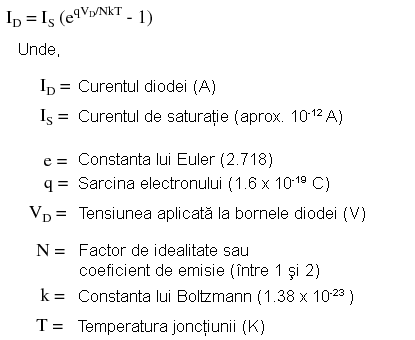 I_D = I_S (e^{qV_D/NkT} - 1)
Unde,
I_D = Curentul diodei (A)
I_S = Curentul de saturație (aprox. 10^{-12} A)
e = Constanta lui Euler (2.718)
q = Sarcina electronului (1.6 x 10^{-19} C)
V_D = Tensiunea aplicată la bornele diodei (V)
N = Factor de idealitate sau
coeficient de emisie (între 1 şi 2)
k = Constanta lui Boltzmann (1.38 x 10^{-23} )
T = Temperatura joncţiunii (K)